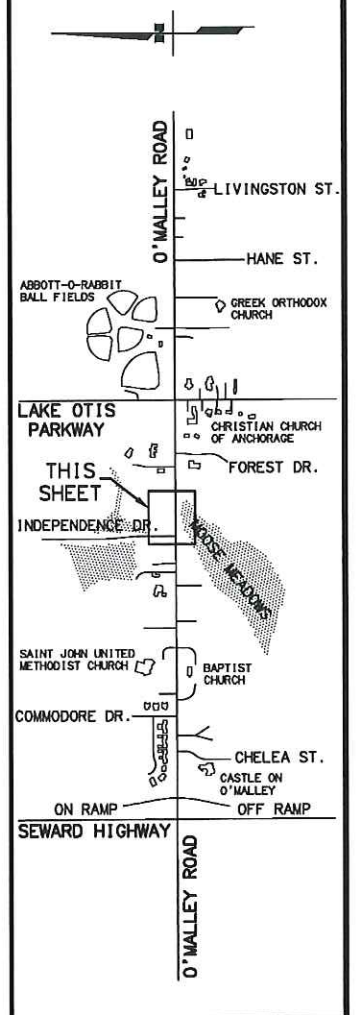 N
O'MALLEY ROAD
LIVINGSTON ST.
HANE ST.
ABBOTT-O-RABBIT
BALL FIELDS
GREEK ORTHODOX
CHURCH
LAKE OTIS
PARKWAY
CHRISTIAN CHURCH
OF ANCHORAGE
THIS
SHEET
FOREST DR.
INDEPENDENCE DR.
MOOSE MEADOWS
SAINT JOHN UNITED
METHODIST CHURCH
BAPTIST
CHURCH
COMMODORE DR.
CHELEA ST.
CASTLE ON
O'MALLEY
ON RAMP
OFF RAMP
SEWARD HIGHWAY
O'MALLEY ROAD